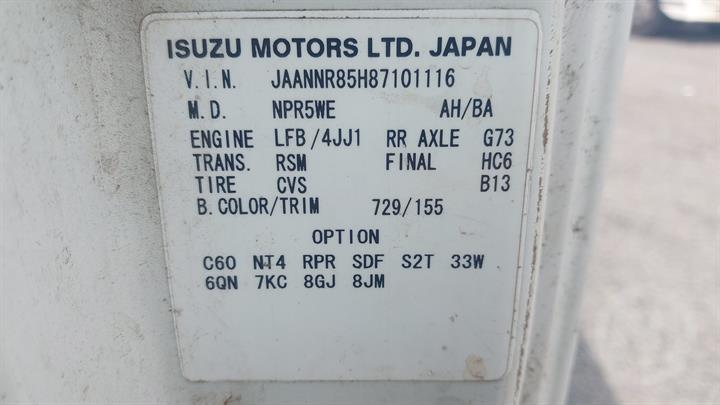 ISUZU MOTORS LTD. JAPAN
V.I.N. JAANNR85H87101116
M.D. NPR5WE AH/BA
ENGINE LFB/4JJ1 RR AXLE G73
TRANS. RSM FINAL HC6
TIRE CVS B13
B.COLOR/TRIM 729/155
OPTION
C60 NT4 RPR SDF S2T 33W
6QN 7KC 8GJ 8JM